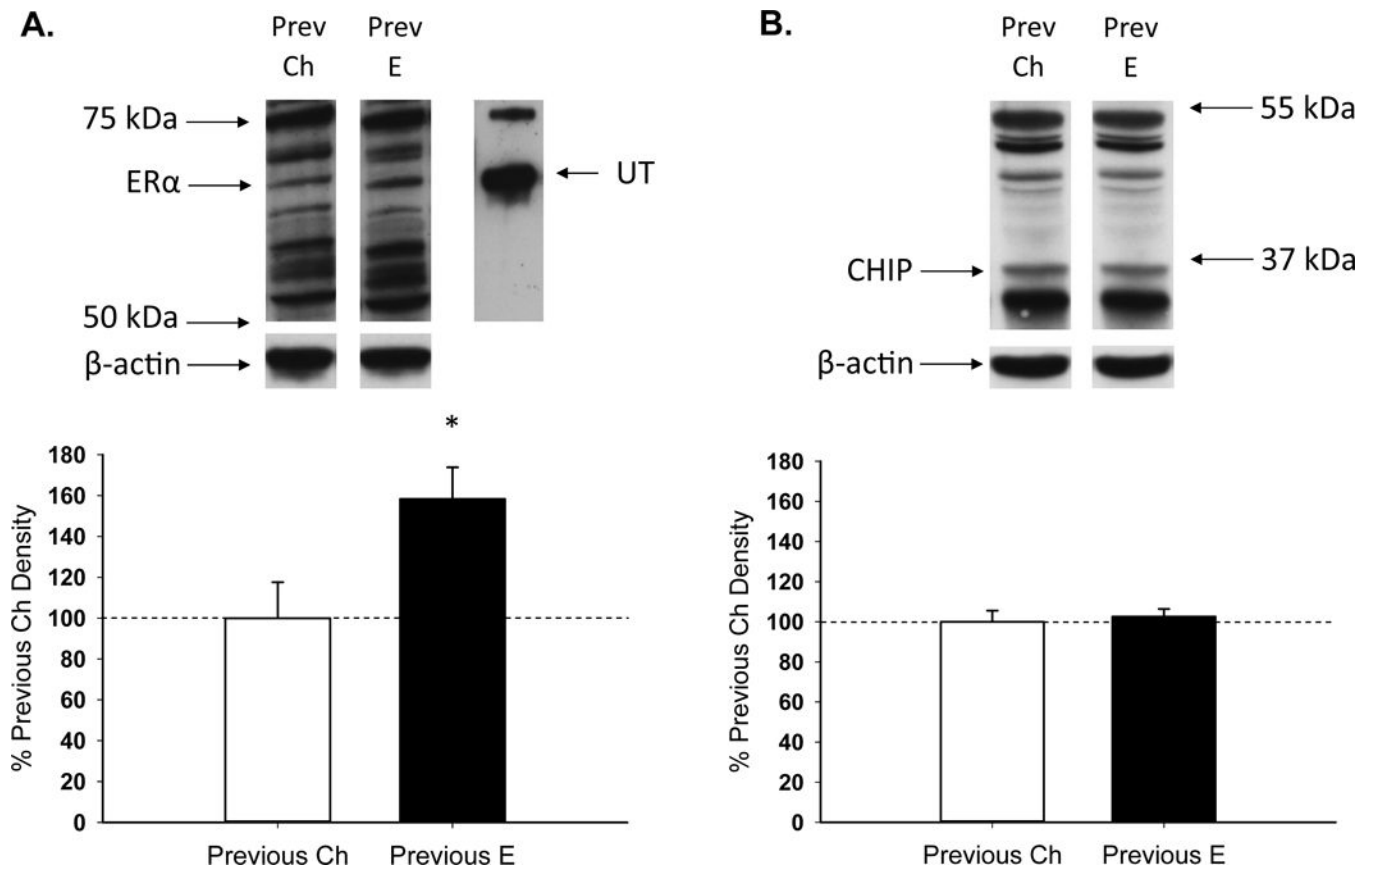 A.
Prev Ch
Prev E
75 kDa
ERα
UT
50 kDa
β-actin
*
180
160
140
120
100
80
60
40
20
0
% Previous Ch Density
Previous Ch
Previous E
B.
Prev Ch
Prev E
55 kDa
37 kDa
CHIP
β-actin
180
160
140
120
100
80
60
40
20
0
% Previous Ch Density
Previous Ch
Previous E